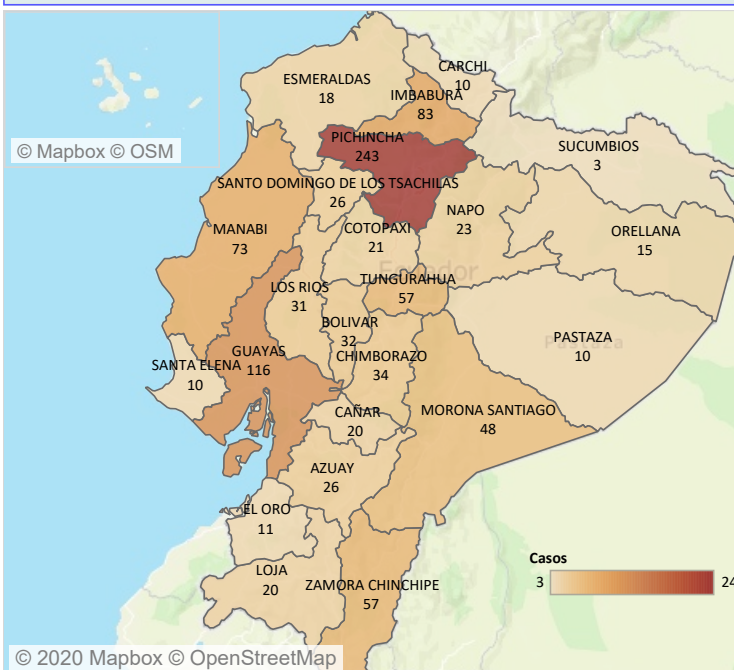 CARCHI
10
ESMERALDAS
18
IMBABURA
83
© Mapbox © OSM
PICHINCHA
243
SUCUMBIOS
3
SANTO DOMINGO DE LOS TSACHILAS
26
NAPO
23
MANABI
73
COTOPAXI
21
ORELLANA
15
Ecuador
TUNGURAHUA
57
LOS RIOS
31
BOLIVAR
32
PASTAZA
Pastaza
10
GUAYAS
116
SANTA ELENA
10
CHIMBORAZO
34
CAÑAR
20
MORONA SANTIAGO
48
AZUAY
26
EL ORO
11
Casos
3 24
LOJA
20
ZAMORA CHINCHIPE
57
© 2020 Mapbox © OpenStreetMap